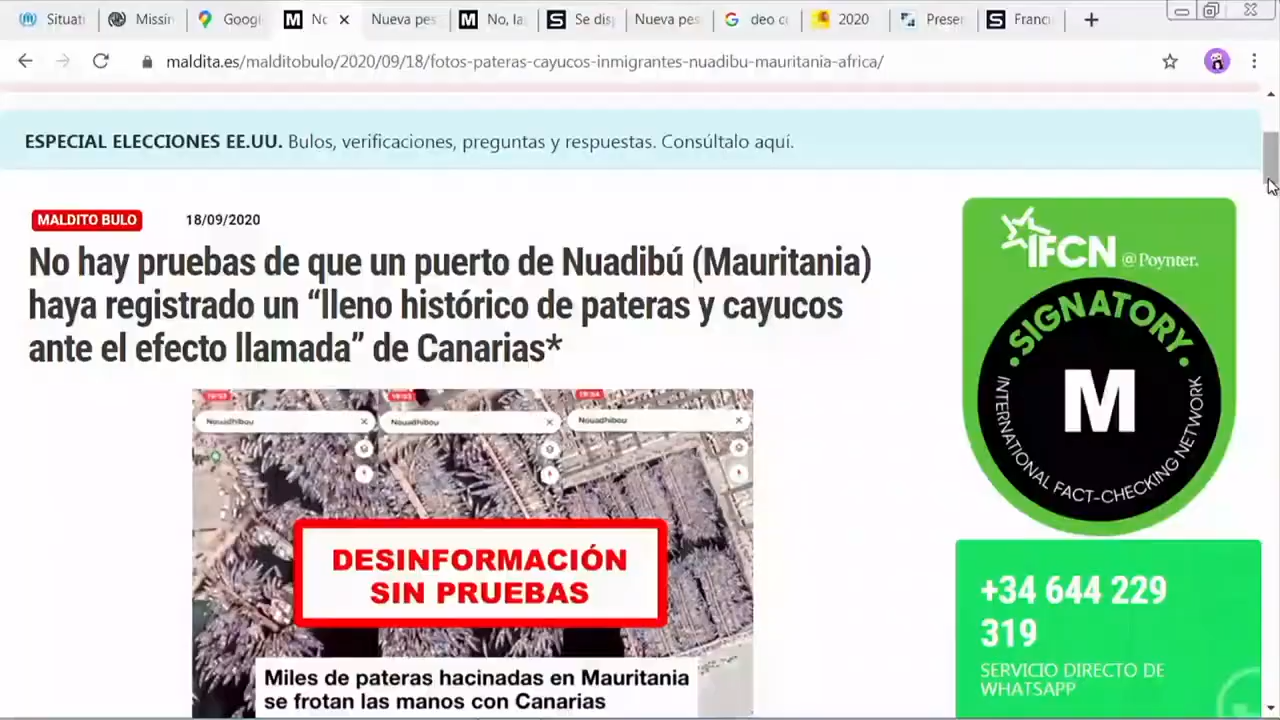 Situati
Missin
Googl
No
Nueva pes
No, la
Se disp
Nueva pes
deo c
2020
Preser
Franc
maldita.es/malditobulo/2020/09/18/fotos-pateras-cayucos-inmigrantes-nuadibu-mauritania-africa/
ESPECIAL ELECCIONES EE.UU. Bulos, verificaciones, preguntas y respuestas. Consúltalo aquí.
MALDITO BULO 18/09/2020
No hay pruebas de que un puerto de Nuadibú (Mauritania)
haya registrado un “lleno histórico de pateras y cayucos
ante el efecto llamada” de Canarias*
Nouadhibou
Nouadhibou
Nouadhibou
DESINFORMACIÓN
SIN PRUEBAS
Miles de pateras hacinadas en Mauritania
se frotan las manos con Canarias
IFCN @Poynter.
SIGNATORY
M
INTERNATIONAL FACT-CHECKING NETWORK
+34 644 229
319
SERVICIO DIRECTO DE
WHATSAPP